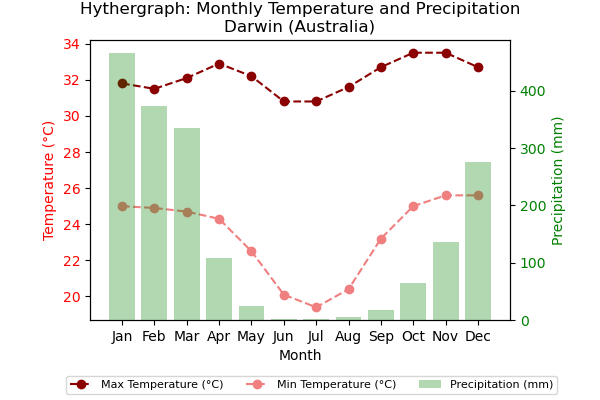 Hythergraph: Monthly Temperature and Precipitation
Darwin (Australia)
34
32
30
28
26
24
22
20
Temperature (°C)
400
300
200
100
0
Precipitation (mm)
Jan Feb Mar Apr May Jun Jul Aug Sep Oct Nov Dec
Month
Max Temperature (°C) Min Temperature (°C) Precipitation (mm)